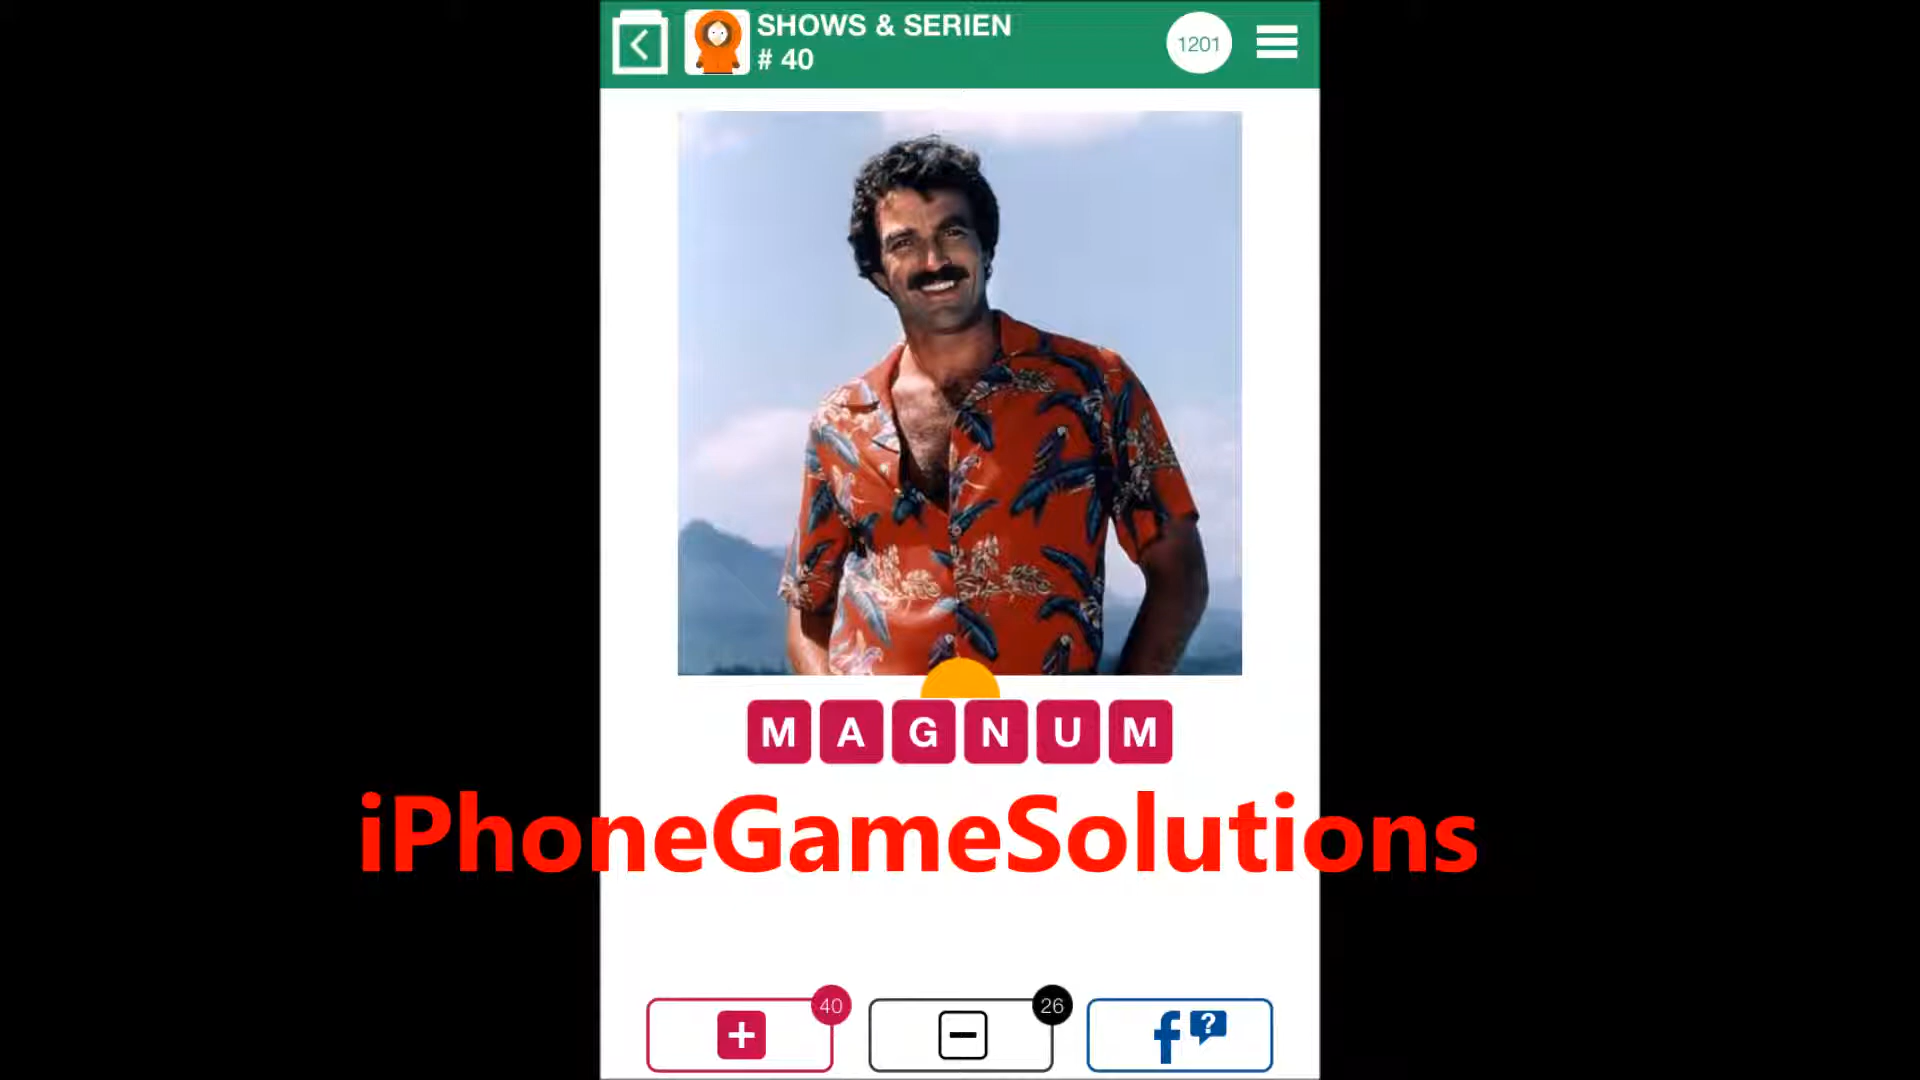 SHOWS & SERIEN
# 40
1201
MAGNUM
iPhoneGameSolutions
40
26
f ?